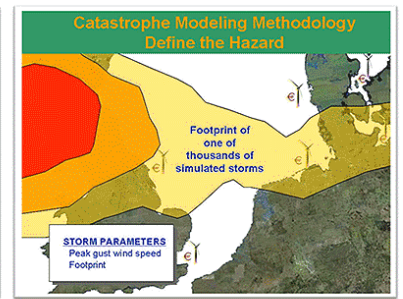 Catastrophe Modeling Methodology
Define the Hazard
Footprint of
one of
thousands of
simulated storms
€
€
€
€
€
€
STORM PARAMETERS
Peak gust wind speed
Footprint